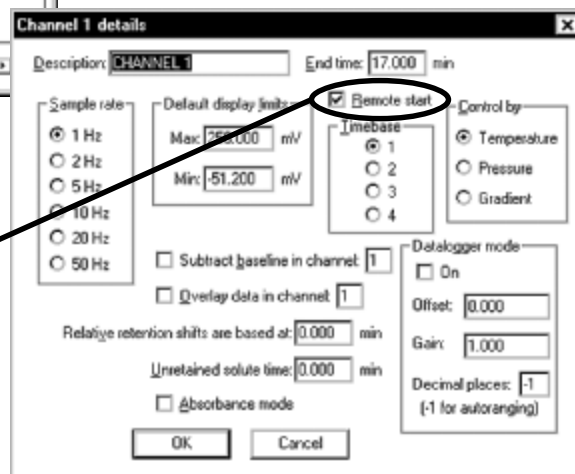 Channel 1 details
Description: CHANNEL 1 End time: 17.000 min
Remote start
Sample rate
1 Hz
2 Hz
5 Hz
10 Hz
20 Hz
50 Hz
Default display limits
Max: 256.000 mV
Min: -51.200 mV
Timebase
1
2
3
4
Control by
Temperature
Pressure
Gradient
Subtract baseline in channel: 1
Overlay data in channel: 1
Relative retention shifts are based at: 0.000 min
Unretained solute time: 0.000 min
Absorbance mode
Datalogger mode
On
Offset: 0.000
Gain: 1.000
Decimal places: -1
(-1 for autoranging)
OK Cancel